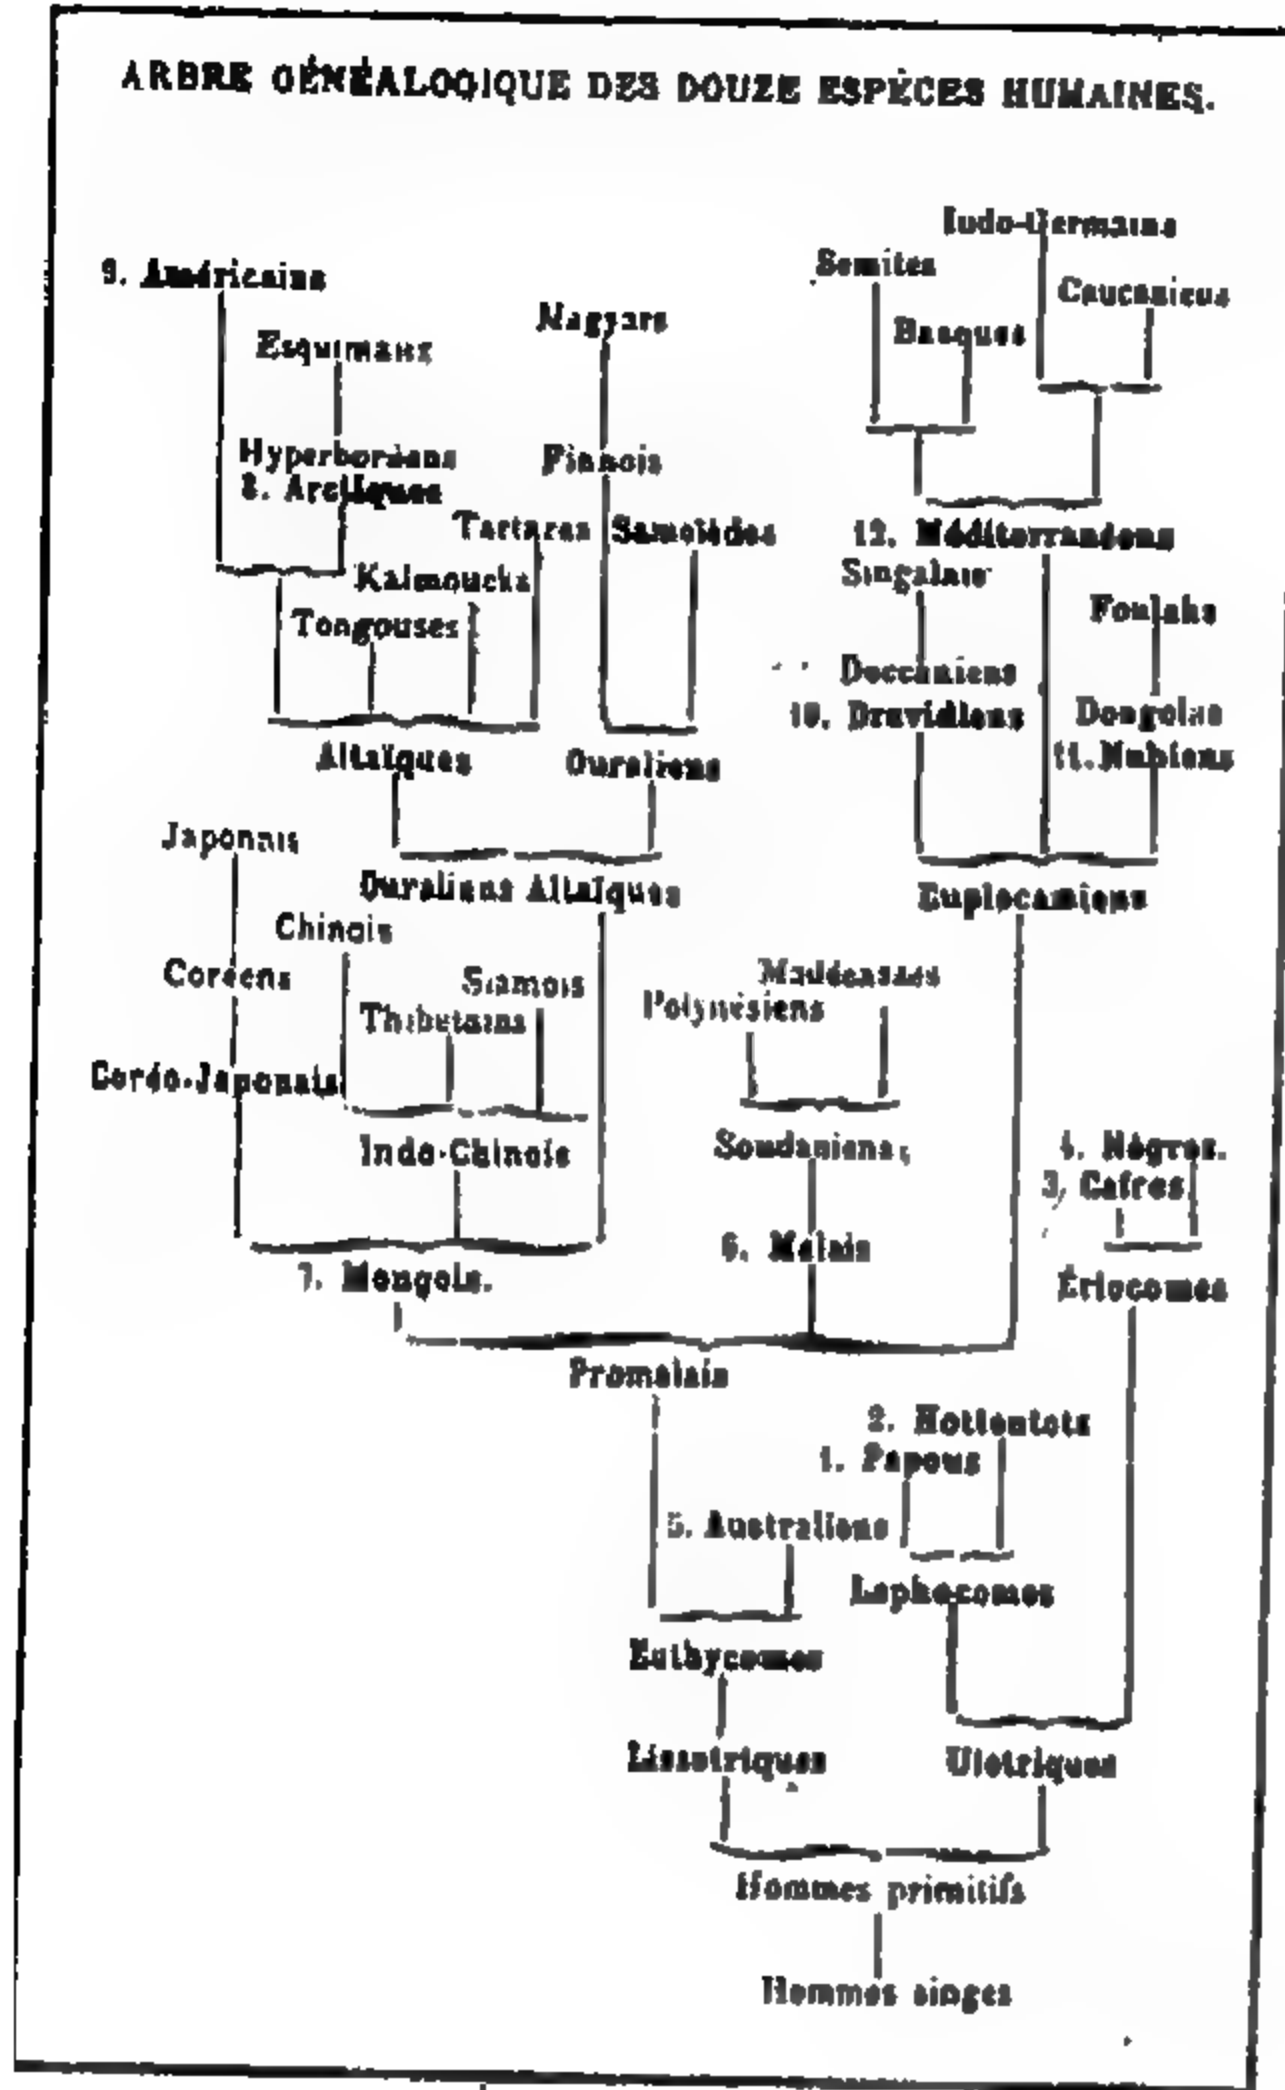 ARBRE GÉNÉALOGIQUE DES DOUZE ESPÈCES HUMAINES.
Indo-Germains
Semites
Caucasiens
9. Américains
Basques
Magyars
Esquimaux
Hyperboréens
Finnois
8. Arctiques
Tartares
Samoïèdes
12. Méditerranéens
Kalmoucks
Singalais
Tongouses
Foulahs
Deccaniens
10. Dravidiens
Dongolas
11. Nubiens
Altaïques
Ouraliens
Japonais
Ouraliens Altaïques
Euplocamiens
Chinois
Coréens
Siamois
Polynésiens
Thibetains
Coréo-Japonais
Indo-Chinois
Soudaniens
4. Nègres.
3. Cafres
6. Malais
7. Mongols.
Ériocomes
Promalais
2. Hottentots
1. Papous
5. Australiens
Lophocomes
Euthycomes
Lissotriques
Ulotriques
Hommes primitifs
Hommes singes